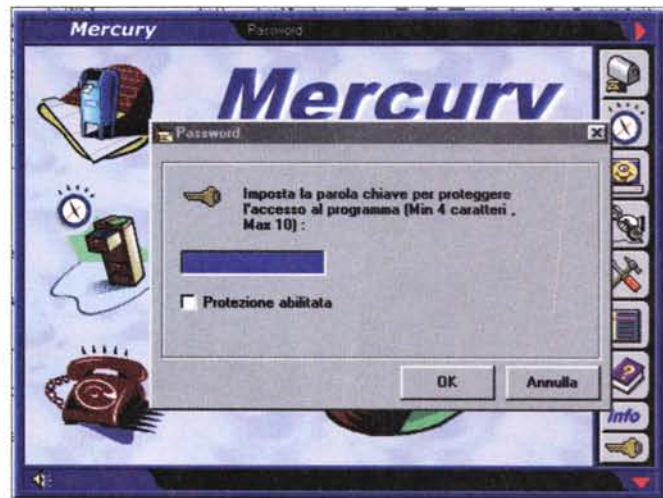 Mercury
Password
Mercury
Password
Imposta la parola chiave per proteggere
l'accesso al programma (Min 4 caratteri ,
Max 10) :
Protezione abilitata
OK
Annulla
Info